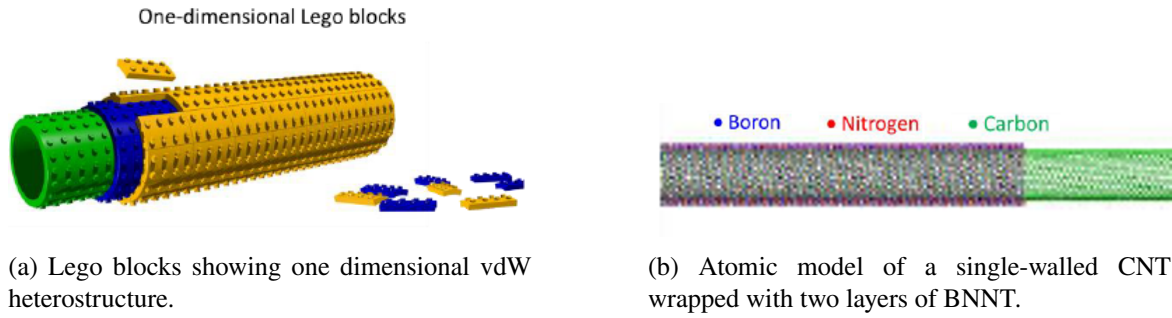 One-dimensional Lego blocks
• Boron • Nitrogen • Carbon
(a) Lego blocks showing one dimensional vdW
heterostructure.
(b) Atomic model of a single-walled CNT
wrapped with two layers of BNNT.